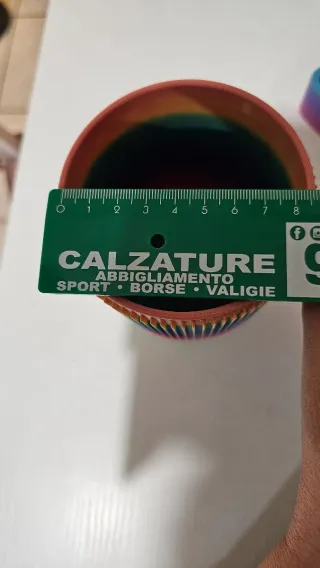 0 1 2 3 4 5 6 7 8
CALZATURE
ABBIGLIAMENTO
SPORT • BORSE • VALIGIE